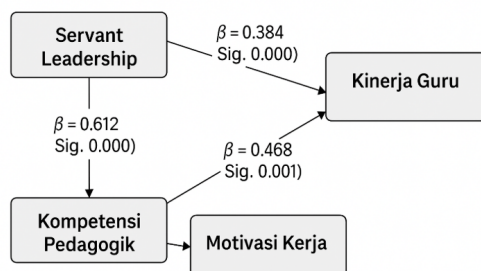 Servant
Leadership
β = 0.384
Sig. 0.000)
Kinerja Guru
β = 0.612
Sig. 0.000)
β = 0.468
Sig. 0.001)
Kompetensi
Pedagogik
Motivasi Kerja